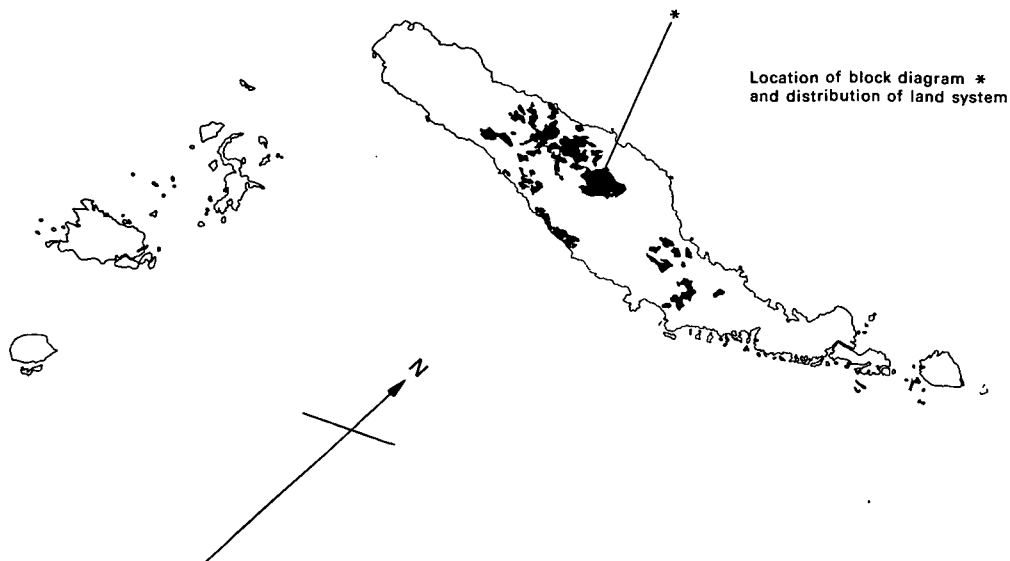 *
Location of block diagram *
and distribution of land system
N